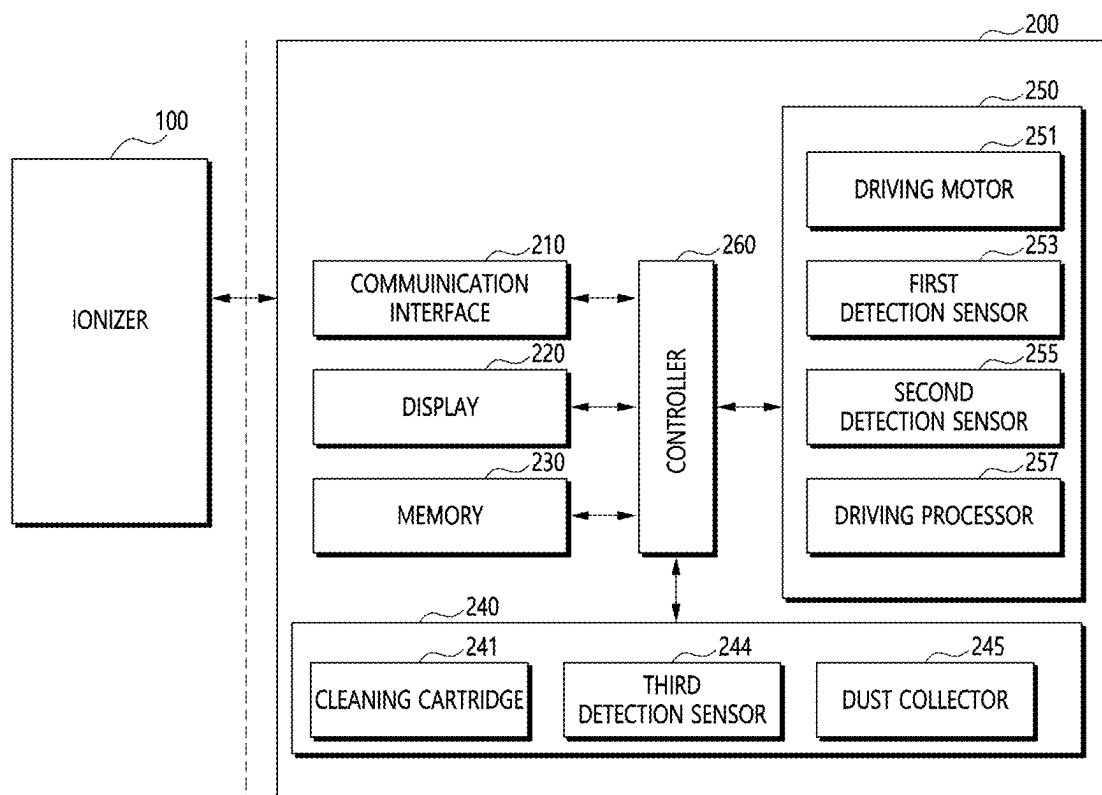 200
250
100
251
DRIVING MOTOR
210
260
253
COMMUINICATION
INTERFACE
FIRST
DETECTION SENSOR
IONIZER
220
255
DISPLAY
CONTROLLER
SECOND
DETECTION SENSOR
230
257
MEMORY
DRIVING PROCESSOR
240
241
244
245
CLEANING CARTRIDGE
THIRD
DETECTION SENSOR
DUST COLLECTOR